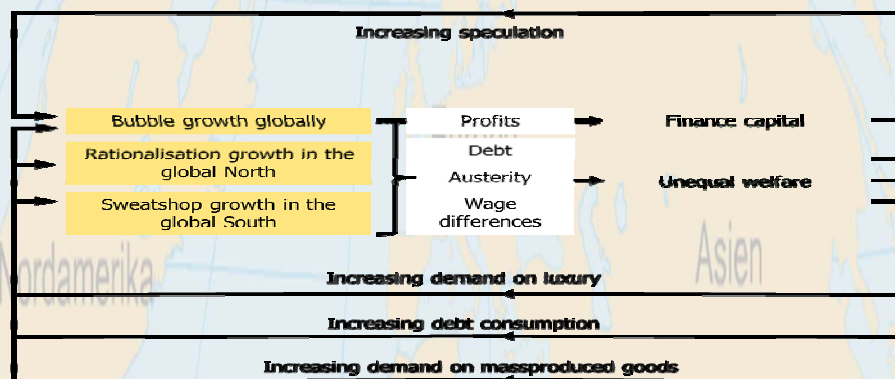 Increasing speculation
Bubble growth globally
Profits
Finance capital
Rationalisation growth in the
global North
Debt
Austerity
Unequal welfare
Sweatshop growth in the
global South
Wage
differences
Increasing demand on luxury
Nordamerika
Asien
Increasing debt consumption
Increasing demand on massproduced goods